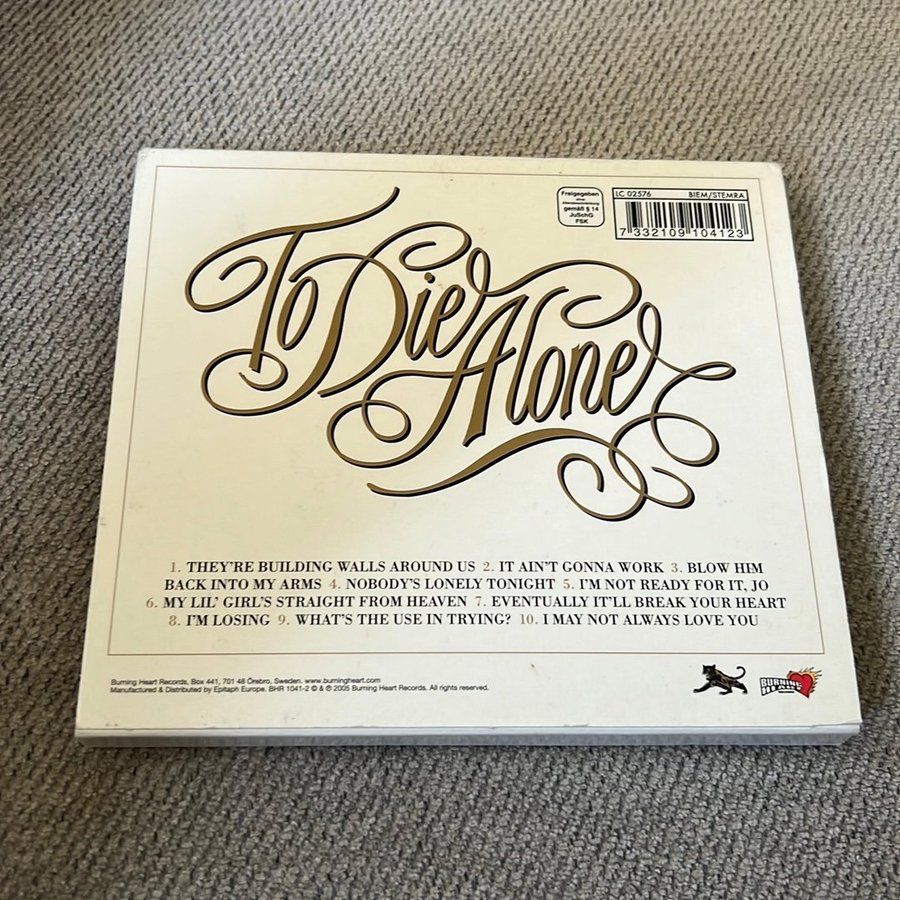 Freigegeben
ohne
Altersbeschränkung
gemäß § 14
JuSchG
FSK
LC 02576 BIEM/STEMRA
7 332109 104123
To Die Alone
1. THEY'RE BUILDING WALLS AROUND US 2. IT AIN'T GONNA WORK 3. BLOW HIM
BACK INTO MY ARMS 4. NOBODY'S LONELY TONIGHT 5. I'M NOT READY FOR IT, JO
6. MY LIL' GIRL'S STRAIGHT FROM HEAVEN 7. EVENTUALLY IT'LL BREAK YOUR HEART
8. I'M LOSING 9. WHAT'S THE USE IN TRYING? 10. I MAY NOT ALWAYS LOVE YOU
Burning Heart Records, Box 441, 701 48 Örebro, Sweden. www.burningheart.com
Manufactured & Distributed by Epitaph Europe. BHR 1041-2 © & ℗ 2005 Burning Heart Records. All rights reserved.
BURNING
HEART
RECORDS